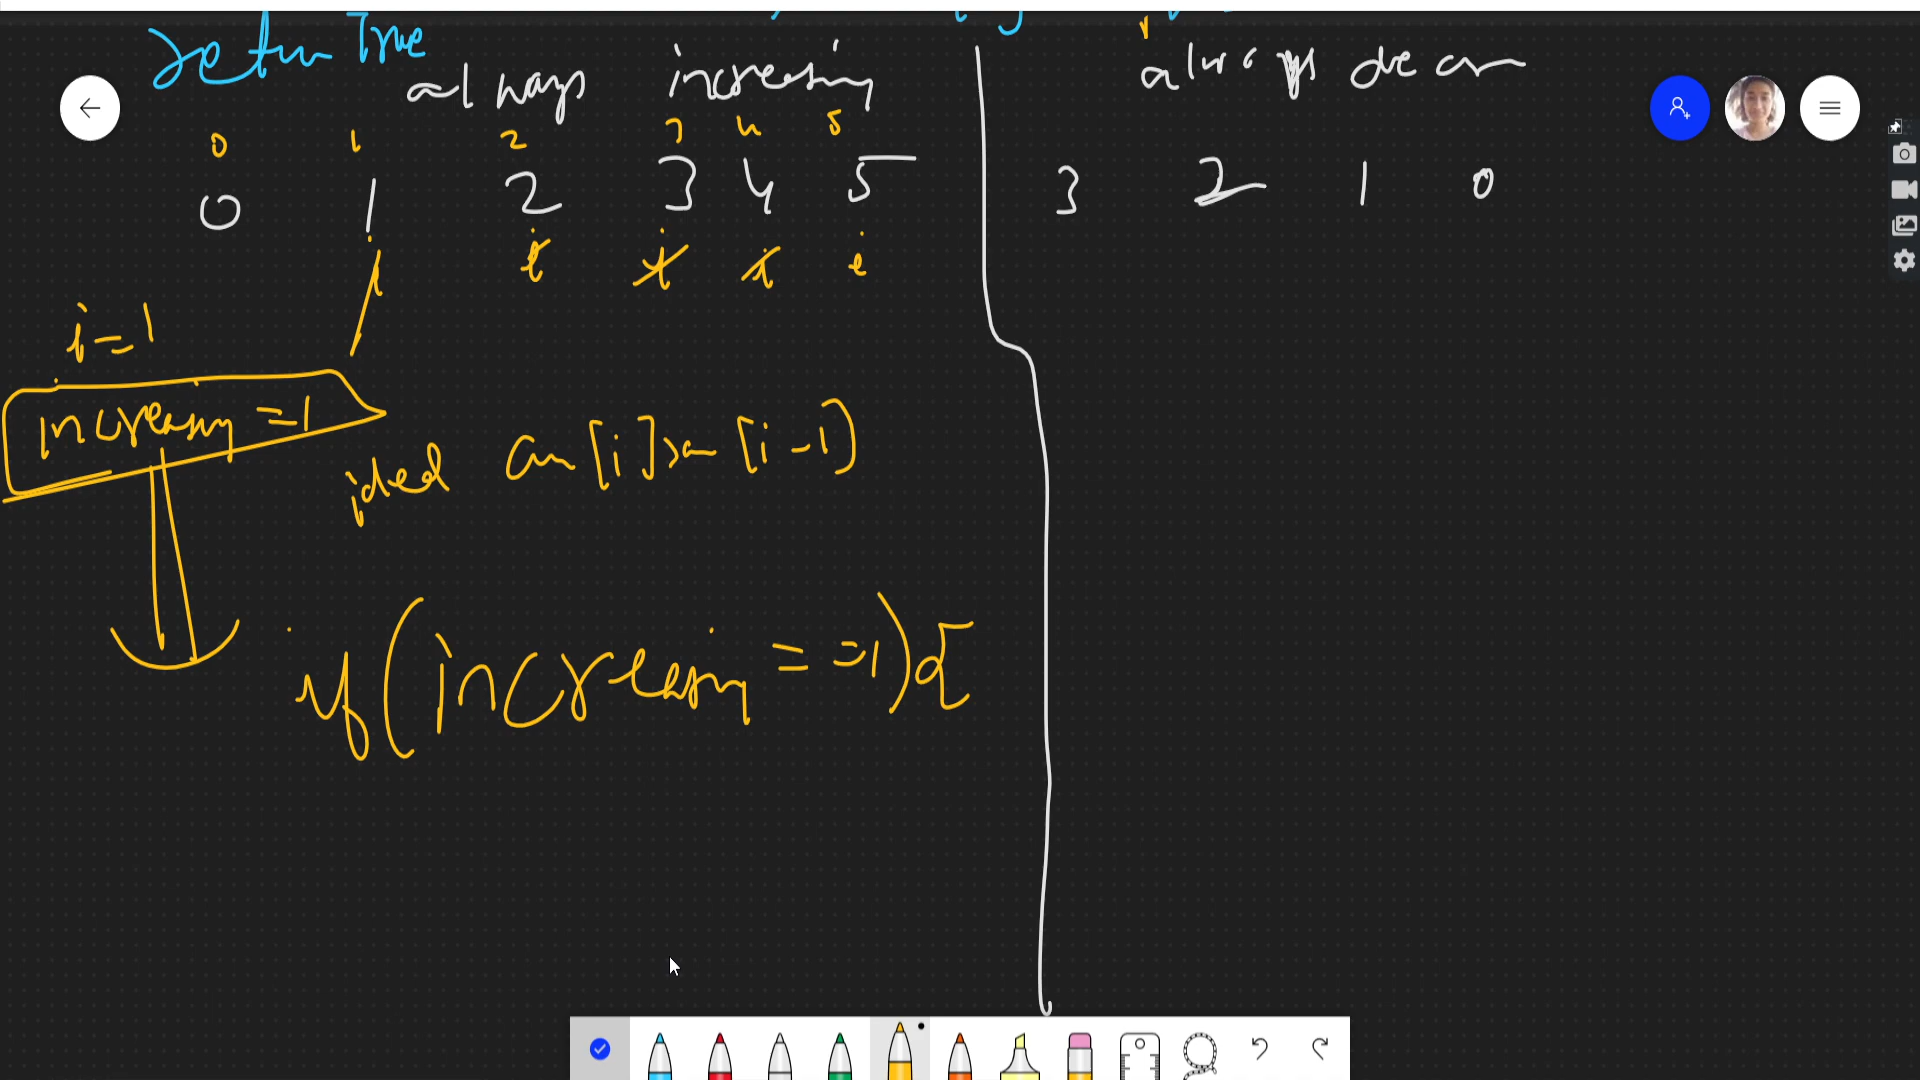 return True
always increasing
always decr
0 1 2 3 4 5
0 1 2 3 4 5
3 2 1 0
i i i i i
i=1
increasing =1
ideal arr[i]>arr[i-1]
if(increasing==1){